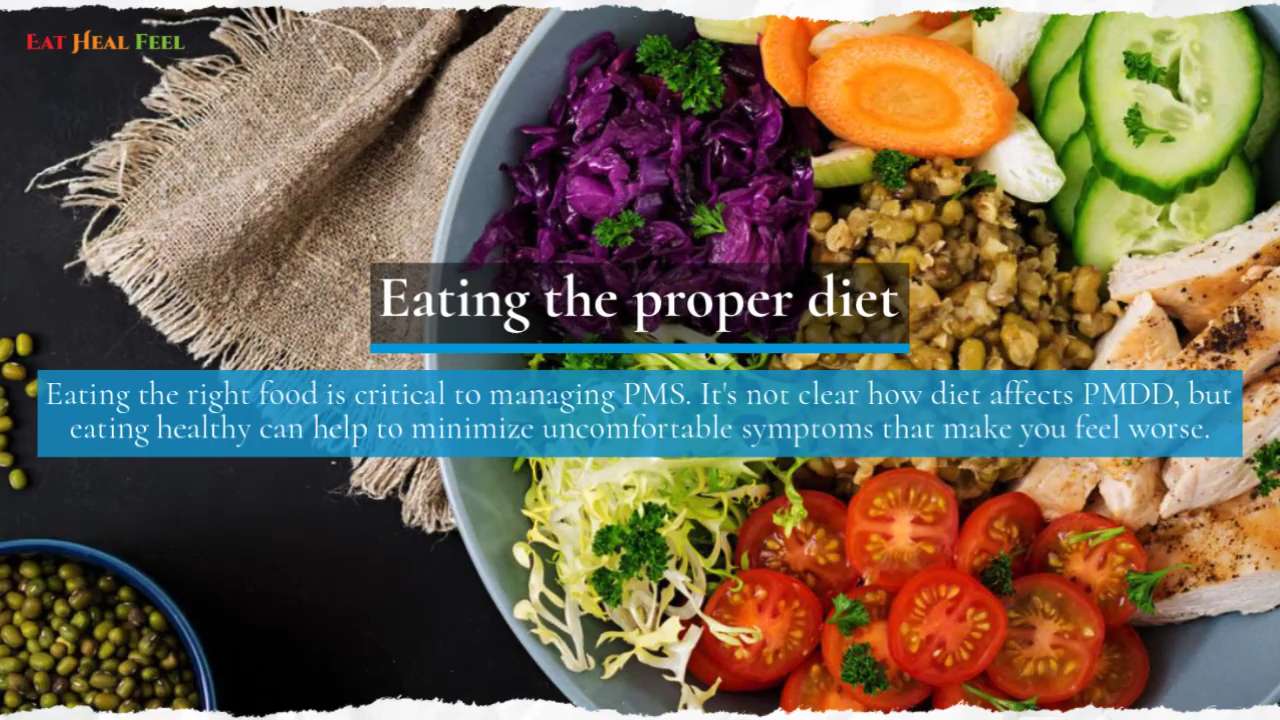 Eat Heal Feel
Eating the proper diet
Eating the right food is critical to managing PMS. It's not clear how diet affects PMDD, but
eating healthy can help to minimize uncomfortable symptoms that make you feel worse.